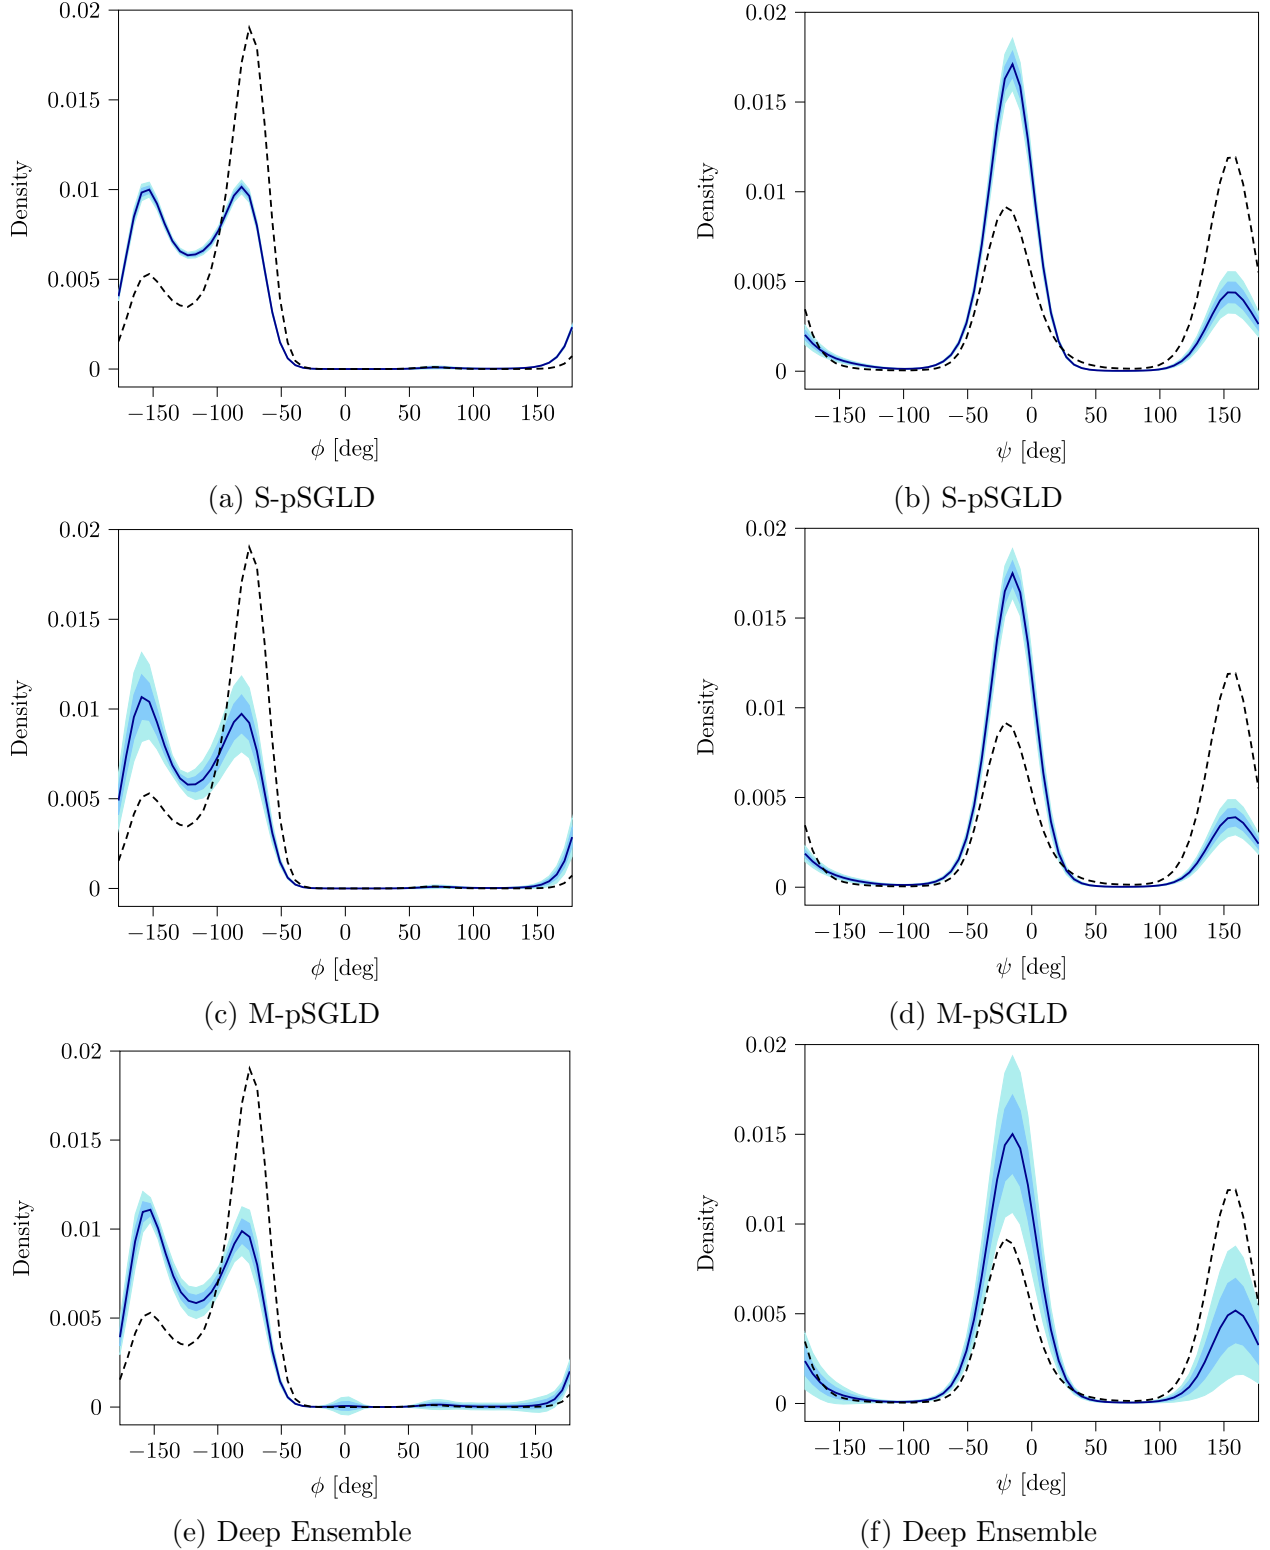 0.02
0.015
0.01
0.005
0
Density
−150 −100 −50 0 50 100 150
ϕ [deg]
(a) S-pSGLD
0.02
0.015
0.01
0.005
0
Density
−150 −100 −50 0 50 100 150
ψ [deg]
(b) S-pSGLD
0.02
0.015
0.01
0.005
0
Density
−150 −100 −50 0 50 100 150
ϕ [deg]
(c) M-pSGLD
0.02
0.015
0.01
0.005
0
Density
−150 −100 −50 0 50 100 150
ψ [deg]
(d) M-pSGLD
0.02
0.015
0.01
0.005
0
Density
−150 −100 −50 0 50 100 150
ϕ [deg]
(e) Deep Ensemble
0.02
0.015
0.01
0.005
0
Density
−150 −100 −50 0 50 100 150
ψ [deg]
(f) Deep Ensemble